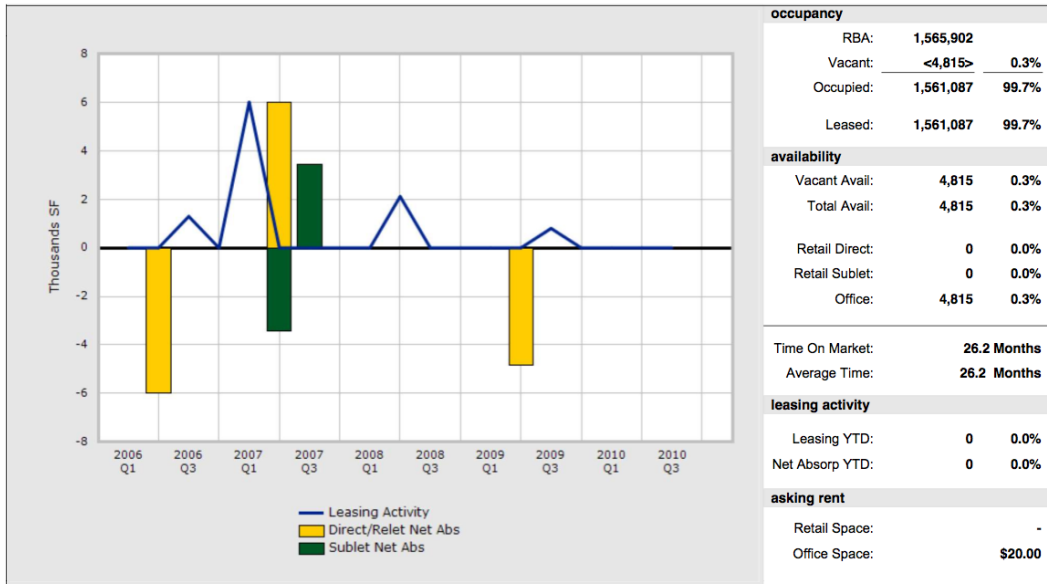 8
6
4
2
0
-2
-4
-6
-8
Thousands SF
2006 2006 2007 2007 2008 2008 2009 2009 2010 2010
Q1 Q3 Q1 Q3 Q1 Q3 Q1 Q3 Q1 Q3
Leasing Activity
Direct/Relet Net Abs
Sublet Net Abs
occupancy
RBA: 1,565,902
Vacant: <4,815> 0.3%
Occupied: 1,561,087 99.7%
Leased: 1,561,087 99.7%
availability
Vacant Avail: 4,815 0.3%
Total Avail: 4,815 0.3%
Retail Direct: 0 0.0%
Retail Sublet: 0 0.0%
Office: 4,815 0.3%
Time On Market: 26.2 Months
Average Time: 26.2 Months
leasing activity
Leasing YTD: 0 0.0%
Net Absorp YTD: 0 0.0%
asking rent
Retail Space: -
Office Space: $20.00